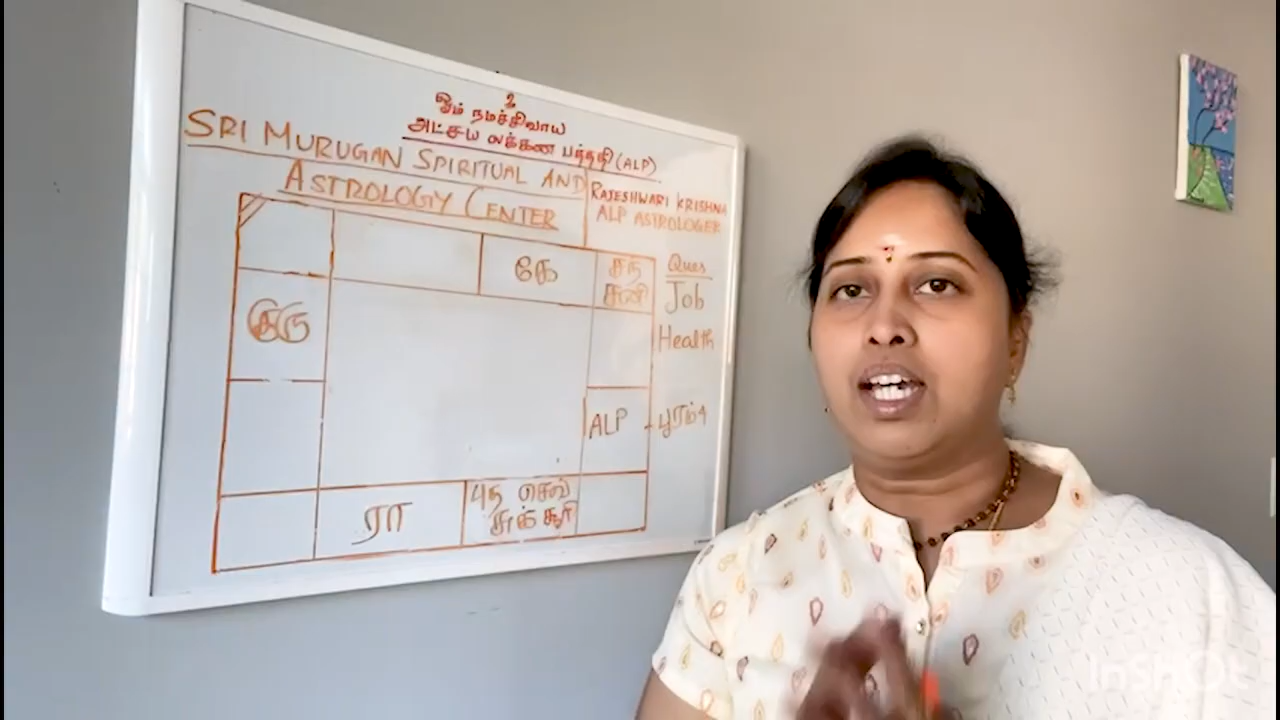 உ
ஓம் நமச்சிவாய
அட்சய லக்கண பத்ததி (ALP)
SRI MURUGAN SPIRITUAL AND
ASTROLOGY CENTER
RAJESHWARI KRISHNA
ALP ASTROLOGER
கே
சந்
சனி
Ques
Job
Health
குரு
ALP
பூரம்4
ரா
புத செவ்
சுக் சூரி
InShOt